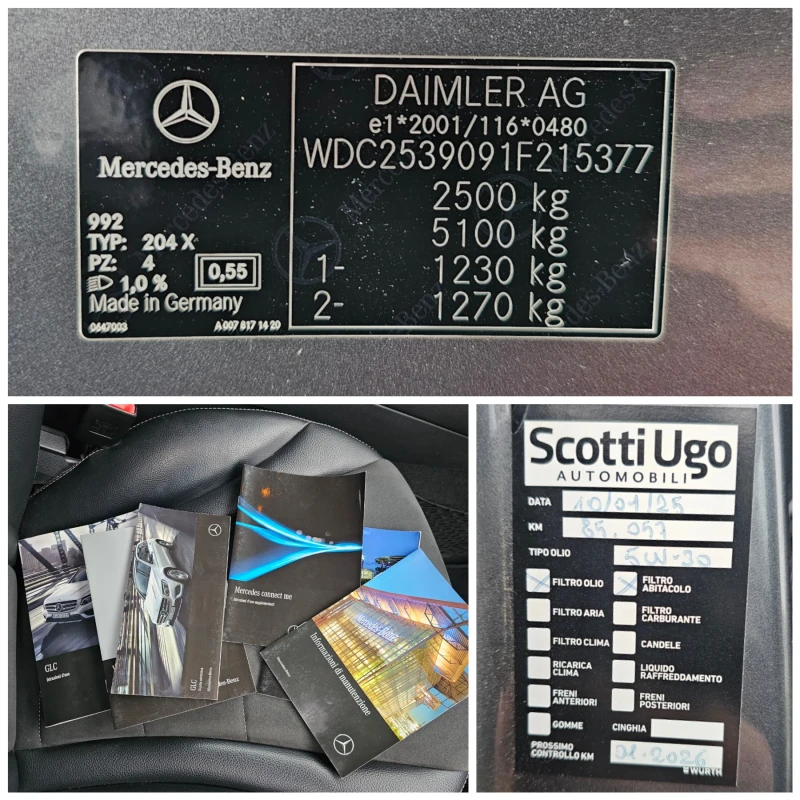 DAIMLER AG
e1*2001/116*0480
WDC2539091F215377
2500 kg
5100 kg
1- 1230 kg
2- 1270 kg
Mercedes-Benz
992
TYP: 204 X
PZ: 4
0,55
1,0 %
Made in Germany
0647003
A 007 817 14 20
GLC
GLC
Mercedes connect me
Informazioni di manutenzione
Mercedes-Benz
Scotti Ugo
AUTOMOBILI
DATA 10/01/25
KM 85.057
TIPO OLIO 5W-30
FILTRO OLIO
FILTRO ABITACOLO
FILTRO ARIA
FILTRO CARBURANTE
FILTRO CLIMA
CANDELE
RICARICA CLIMA
LIQUIDO RAFFREDDAMENTO
FRENI ANTERIORI
FRENI POSTERIORI
GOMME
CINGHIA
PROSSIMO CONTROLLO KM 01.2026
WÜRTH